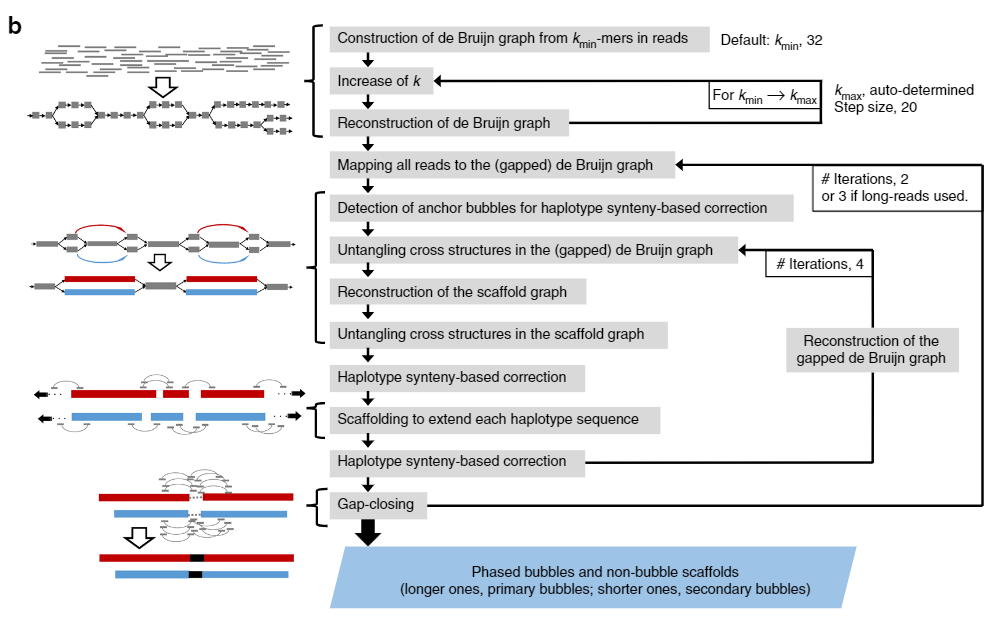 b
Construction of de Bruijn graph from kmin-mers in reads
Default: kmin, 32
Increase of k
For kmin → kmax
kmax, auto-determined
Step size, 20
Reconstruction of de Bruijn graph
Mapping all reads to the (gapped) de Bruijn graph
# Iterations, 2
or 3 if long-reads used.
Detection of anchor bubbles for haplotype synteny-based correction
Untangling cross structures in the (gapped) de Bruijn graph
# Iterations, 4
Reconstruction of the scaffold graph
Untangling cross structures in the scaffold graph
Reconstruction of the
gapped de Bruijn graph
Haplotype synteny-based correction
Scaffolding to extend each haplotype sequence
Haplotype synteny-based correction
Gap-closing
Phased bubbles and non-bubble scaffolds
(longer ones, primary bubbles; shorter ones, secondary bubbles)